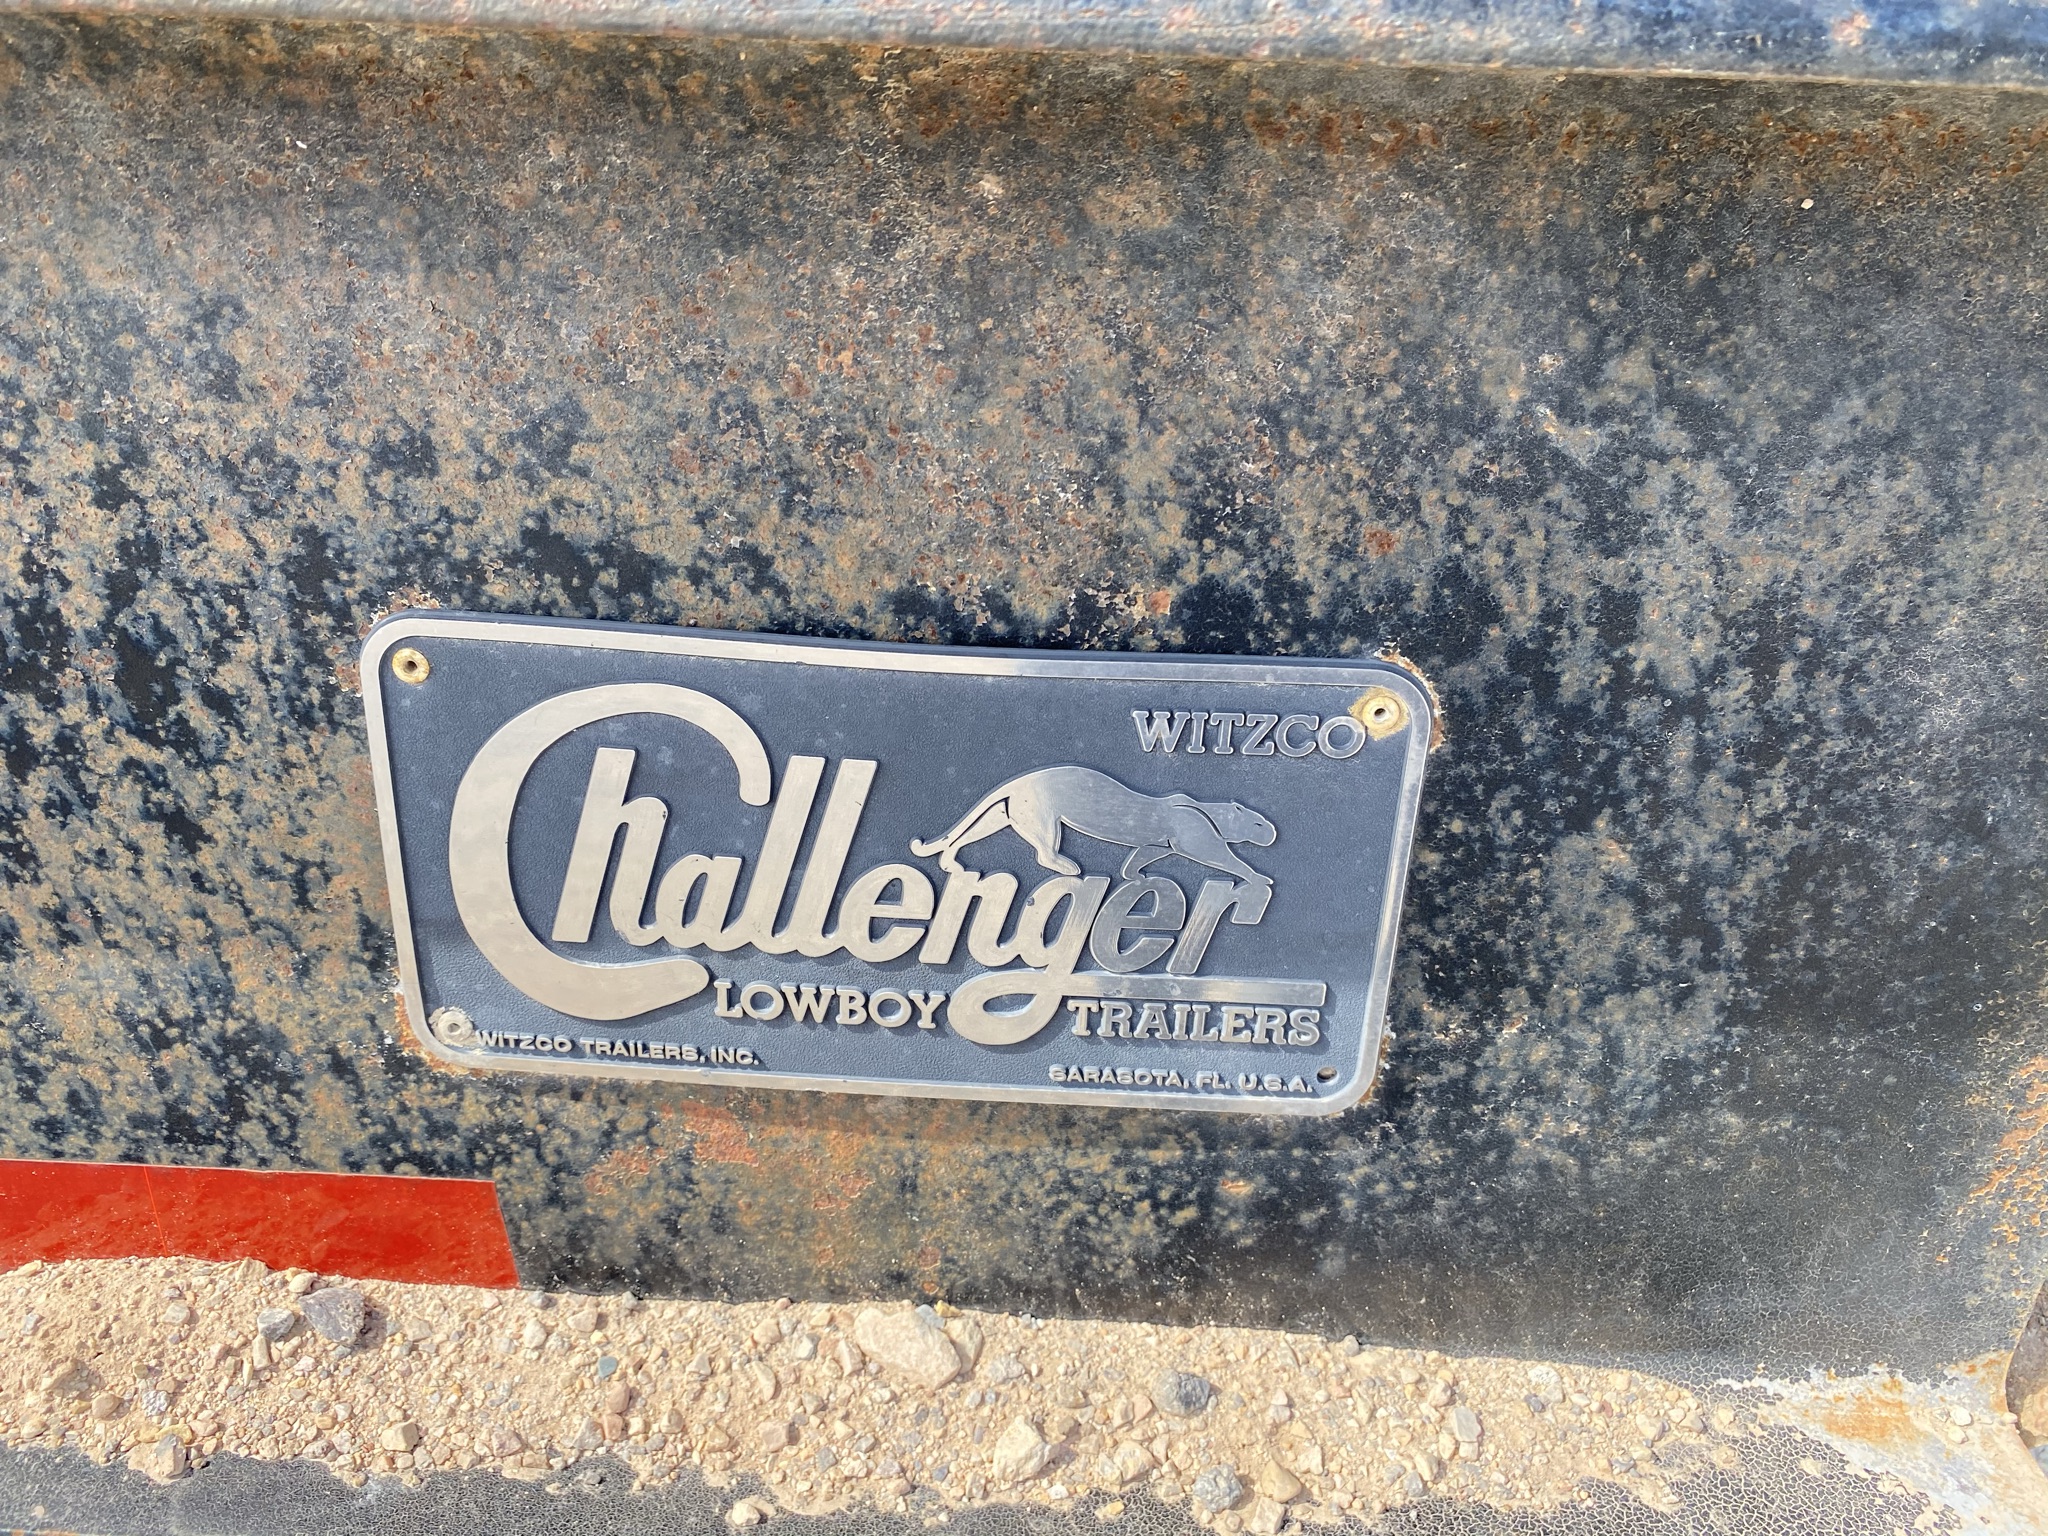 WITZCO
Challenger
LOWBOY TRAILERS
WITZCO TRAILERS, INC.
SARASOTA, FL. U.S.A.